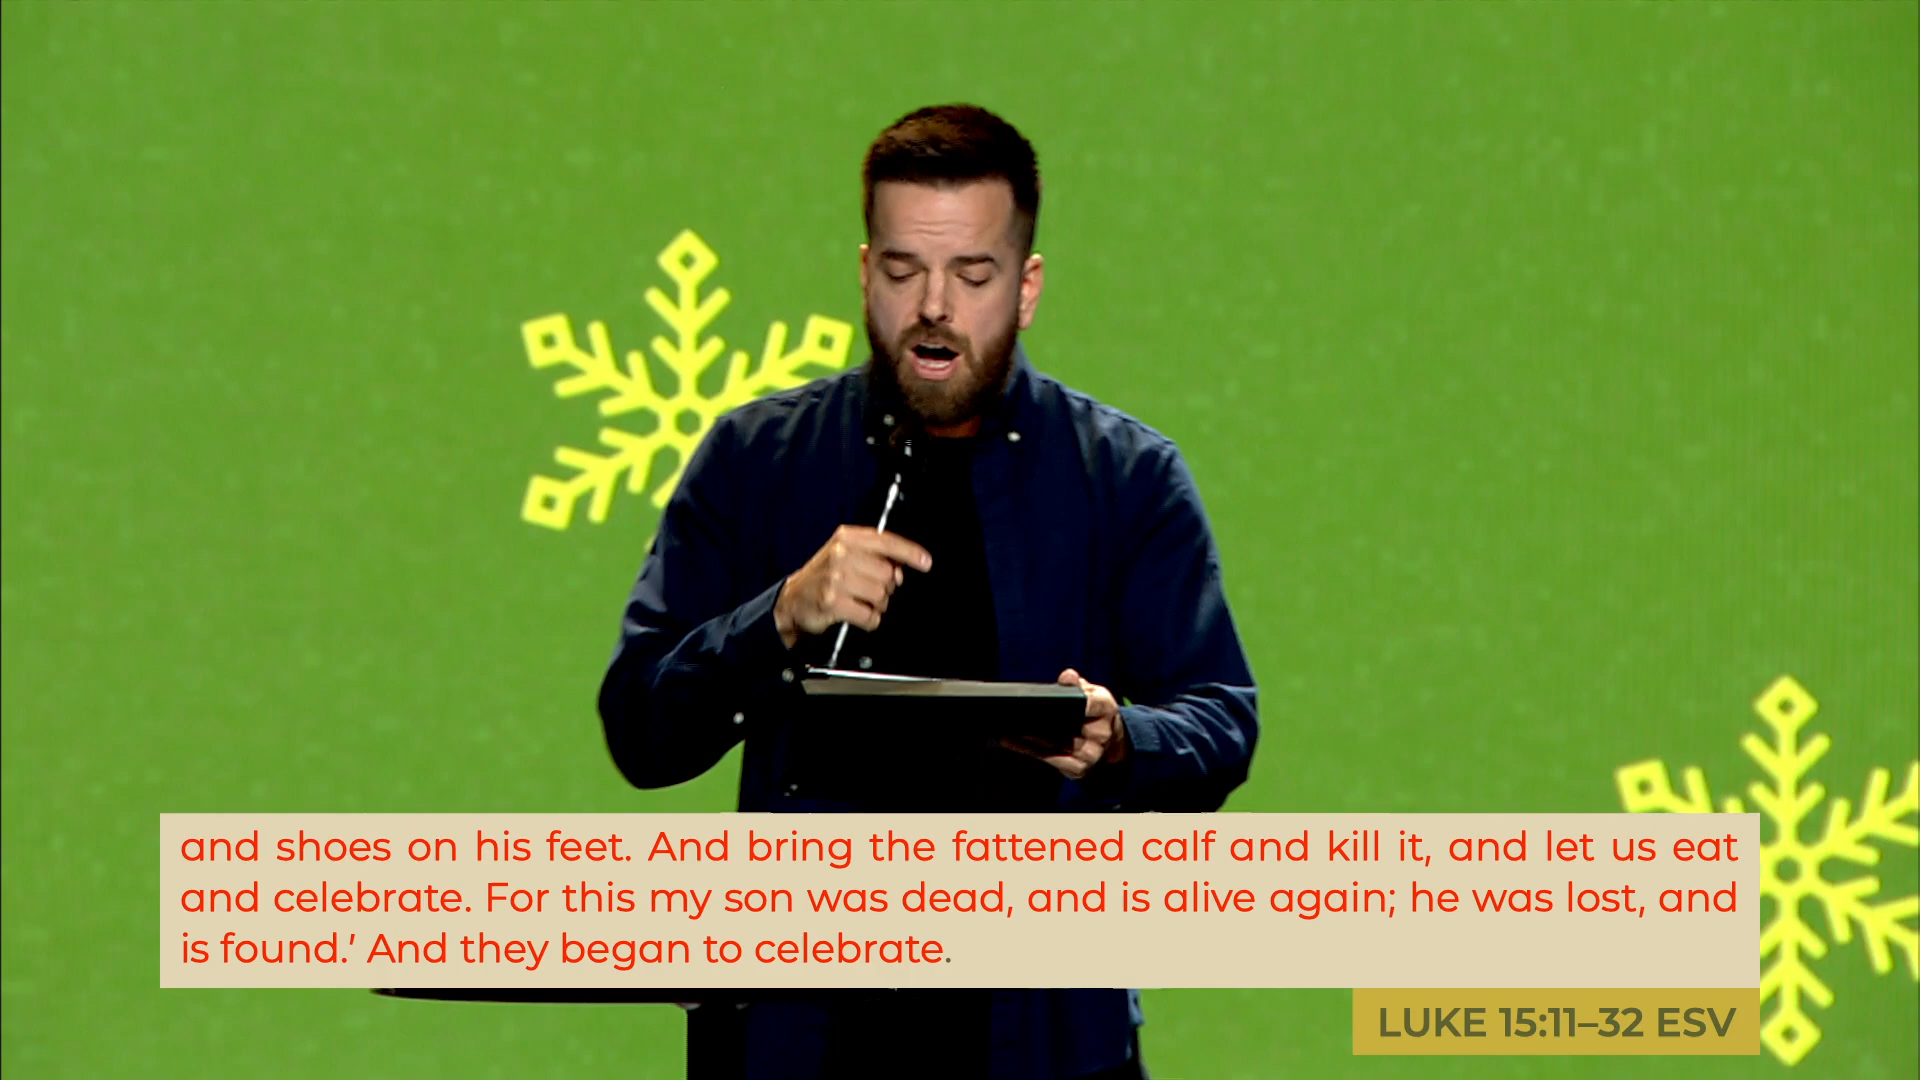 and shoes on his feet. And bring the fattened calf and kill it, and let us eat
and celebrate. For this my son was dead, and is alive again; he was lost, and
is found.’ And they began to celebrate.
LUKE 15:11–32 ESV